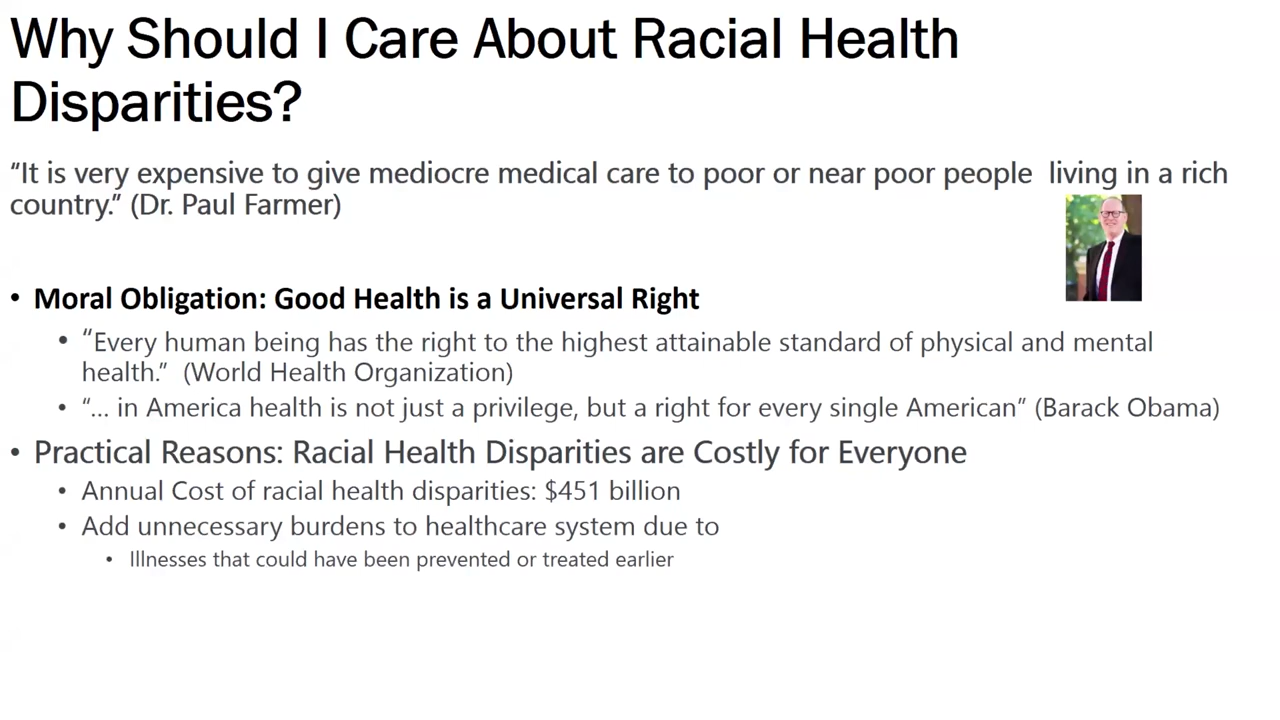 Why Should I Care About Racial Health
Disparities?
"It is very expensive to give mediocre medical care to poor or near poor people living in a rich
country." (Dr. Paul Farmer)
• Moral Obligation: Good Health is a Universal Right
• "Every human being has the right to the highest attainable standard of physical and mental
health." (World Health Organization)
• "… in America health is not just a privilege, but a right for every single American" (Barack Obama)
• Practical Reasons: Racial Health Disparities are Costly for Everyone
• Annual Cost of racial health disparities: $451 billion
• Add unnecessary burdens to healthcare system due to
• Illnesses that could have been prevented or treated earlier